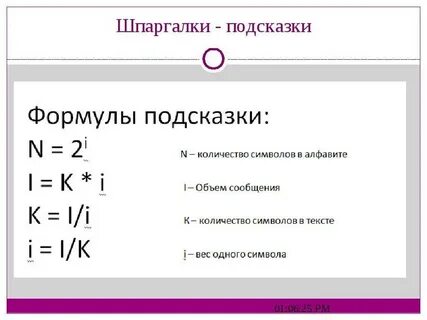 Шпаргалки - подсказки
Формулы подсказки:
N = 2ⁱ
N – количество символов в алфавите
I = K * i
I – Объем сообщения
K = I/i
K – количество символов в тексте
i = I/K
i – вес одного символа
01:06:25 PM